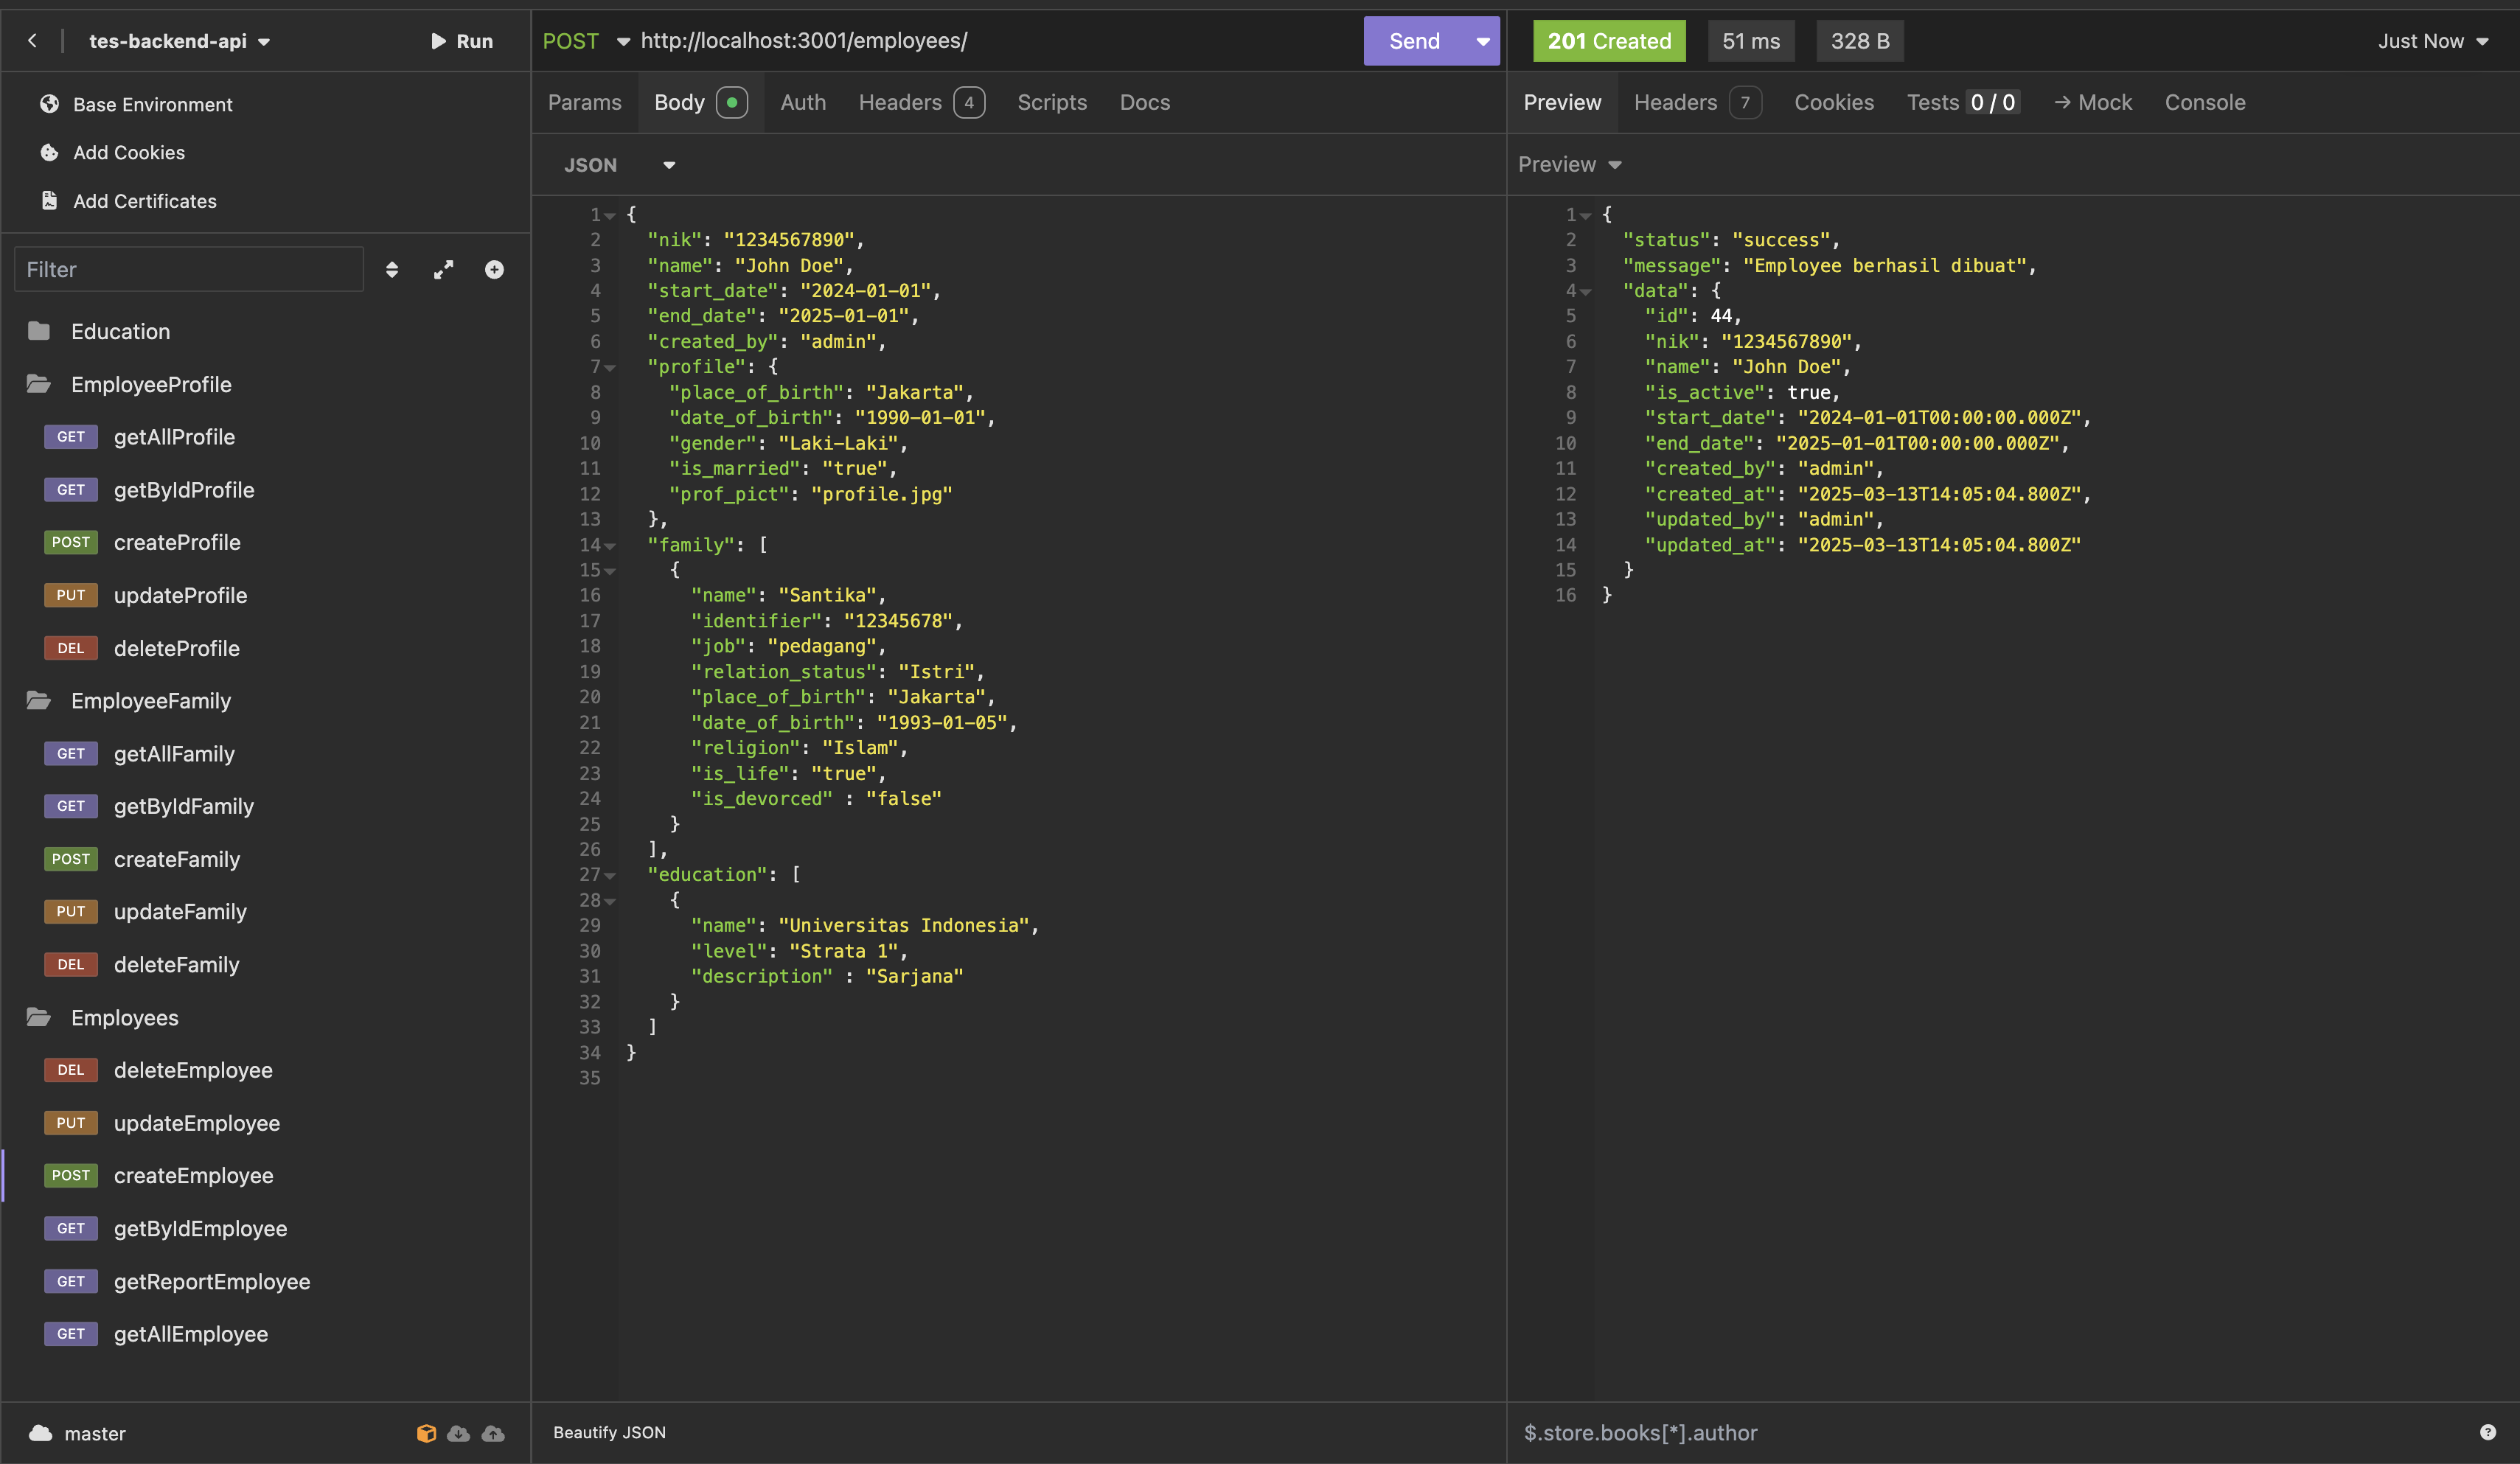 tes-backend-api
Run
Base Environment
Add Cookies
Add Certificates
Filter
Education
EmployeeProfile
GET getAllProfile
GET getByIdProfile
POST createProfile
PUT updateProfile
DEL deleteProfile
EmployeeFamily
GET getAllFamily
GET getByIdFamily
POST createFamily
PUT updateFamily
DEL deleteFamily
Employees
DEL deleteEmployee
PUT updateEmployee
POST createEmployee
GET getByIdEmployee
GET getReportEmployee
GET getAllEmployee
master
POST http://localhost:3001/employees/ Send
Params Body Auth Headers 4 Scripts Docs
JSON
1 {
2 "nik": "1234567890",
3 "name": "John Doe",
4 "start_date": "2024-01-01",
5 "end_date": "2025-01-01",
6 "created_by": "admin",
7 "profile": {
8 "place_of_birth": "Jakarta",
9 "date_of_birth": "1990-01-01",
10 "gender": "Laki-Laki",
11 "is_married": "true",
12 "prof_pict": "profile.jpg"
13 },
14 "family": [
15 {
16 "name": "Santika",
17 "identifier": "12345678",
18 "job": "pedagang",
19 "relation_status": "Istri",
20 "place_of_birth": "Jakarta",
21 "date_of_birth": "1993-01-05",
22 "religion": "Islam",
23 "is_life": "true",
24 "is_devorced" : "false"
25 }
26 ],
27 "education": [
28 {
29 "name": "Universitas Indonesia",
30 "level": "Strata 1",
31 "description" : "Sarjana"
32 }
33 ]
34 }
35
Beautify JSON
201 Created 51 ms 328 B Just Now
Preview Headers 7 Cookies Tests 0 / 0 → Mock Console
Preview
1 {
2 "status": "success",
3 "message": "Employee berhasil dibuat",
4 "data": {
5 "id": 44,
6 "nik": "1234567890",
7 "name": "John Doe",
8 "is_active": true,
9 "start_date": "2024-01-01T00:00:00.000Z",
10 "end_date": "2025-01-01T00:00:00.000Z",
11 "created_by": "admin",
12 "created_at": "2025-03-13T14:05:04.800Z",
13 "updated_by": "admin",
14 "updated_at": "2025-03-13T14:05:04.800Z"
15 }
16 }
$.store.books[*].author